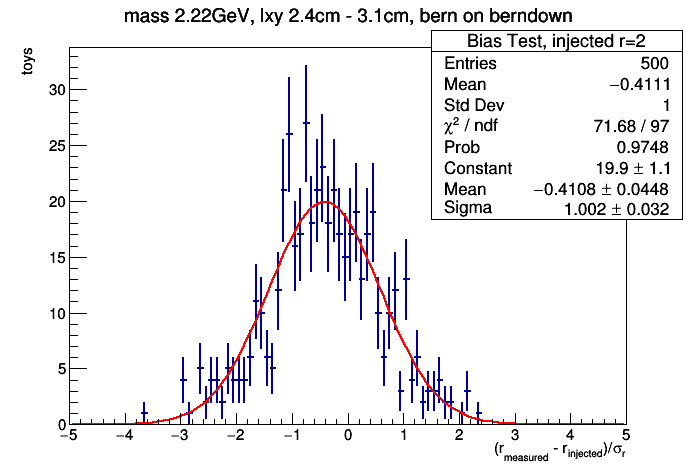 mass 2.22GeV, lxy 2.4cm - 3.1cm, bern on berndown
Bias Test, injected r=2
Entries 500
Mean −0.4111
Std Dev 1
χ² / ndf 71.68 / 97
Prob 0.9748
Constant 19.9 ± 1.1
Mean −0.4108 ± 0.0448
Sigma 1.002 ± 0.032
toys
30
25
20
15
10
5
0
−5 −4 −3 −2 −1 0 1 2 3 4 5
(r_measured - r_injected)/σ_r